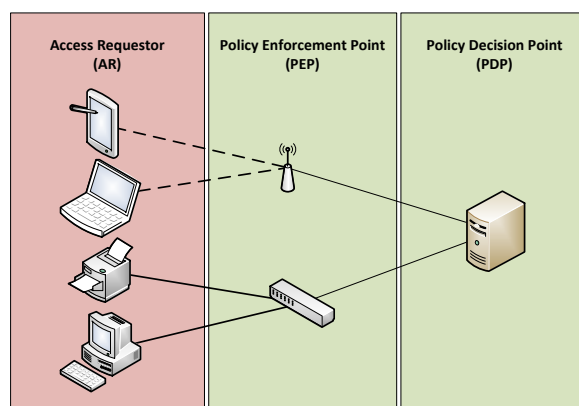 Access Requestor
(AR)
Policy Enforcement Point
(PEP)
Policy Decision Point
(PDP)